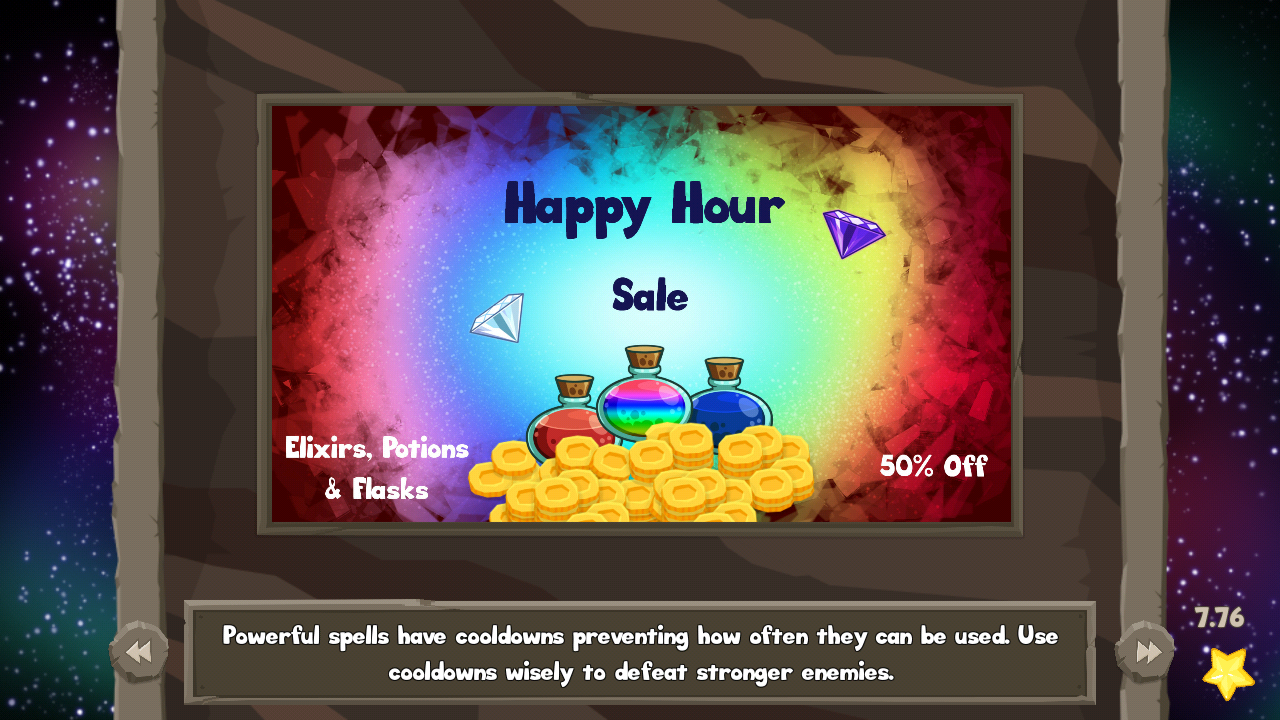 Happy Hour
Sale
Elixirs, Potions
& Flasks
50% Off
Powerful spells have cooldowns preventing how often they can be used. Use
cooldowns wisely to defeat stronger enemies.
7.76